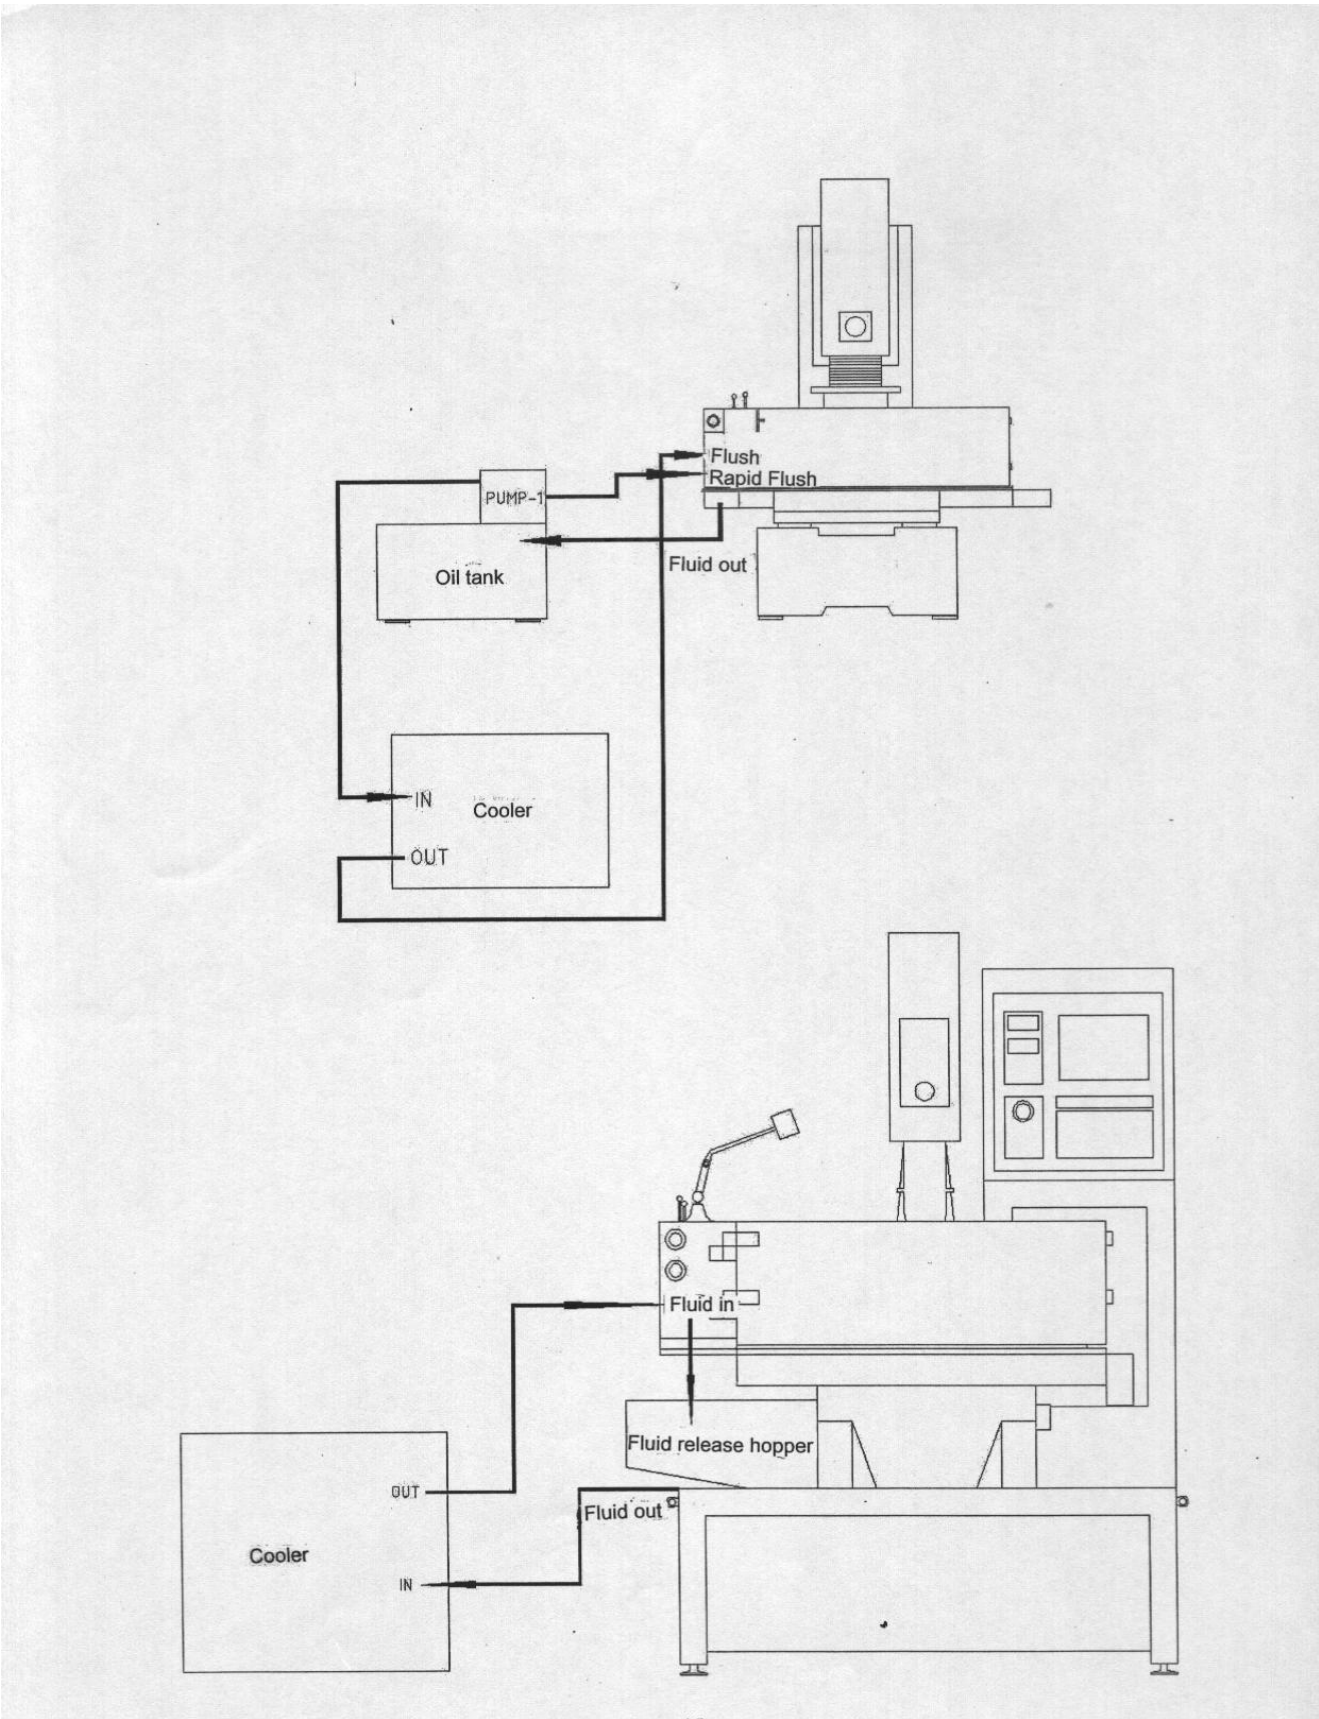 Flush
Rapid Flush
PUMP-1
Fluid out
Oil tank
IN
Cooler
OUT
Fluid in
Fluid release hopper
OUT
Fluid out
Cooler
IN